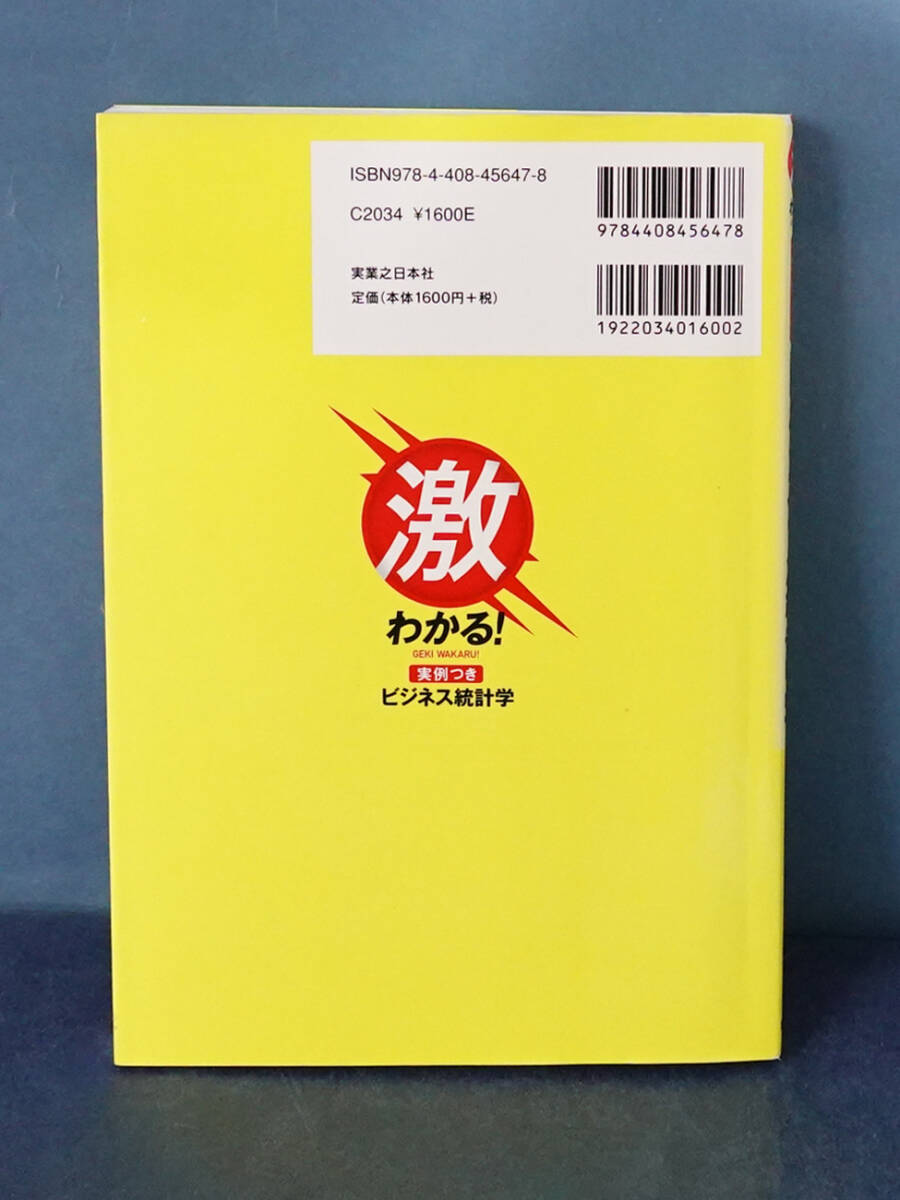 ISBN978-4-408-45647-8
C2034 ¥1600E
実業之日本社
定価(本体1600円+税)
9784408456478
1922034016002
激
わかる!
GEKI WAKARU!
実例つき
ビジネス統計学